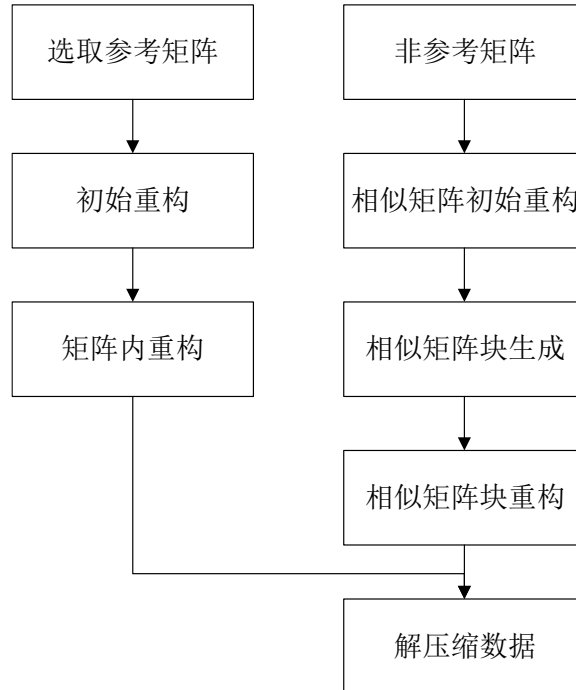 选取参考矩阵
非参考矩阵
初始重构
相似矩阵初始重构
矩阵内重构
相似矩阵块生成
相似矩阵块重构
解压缩数据